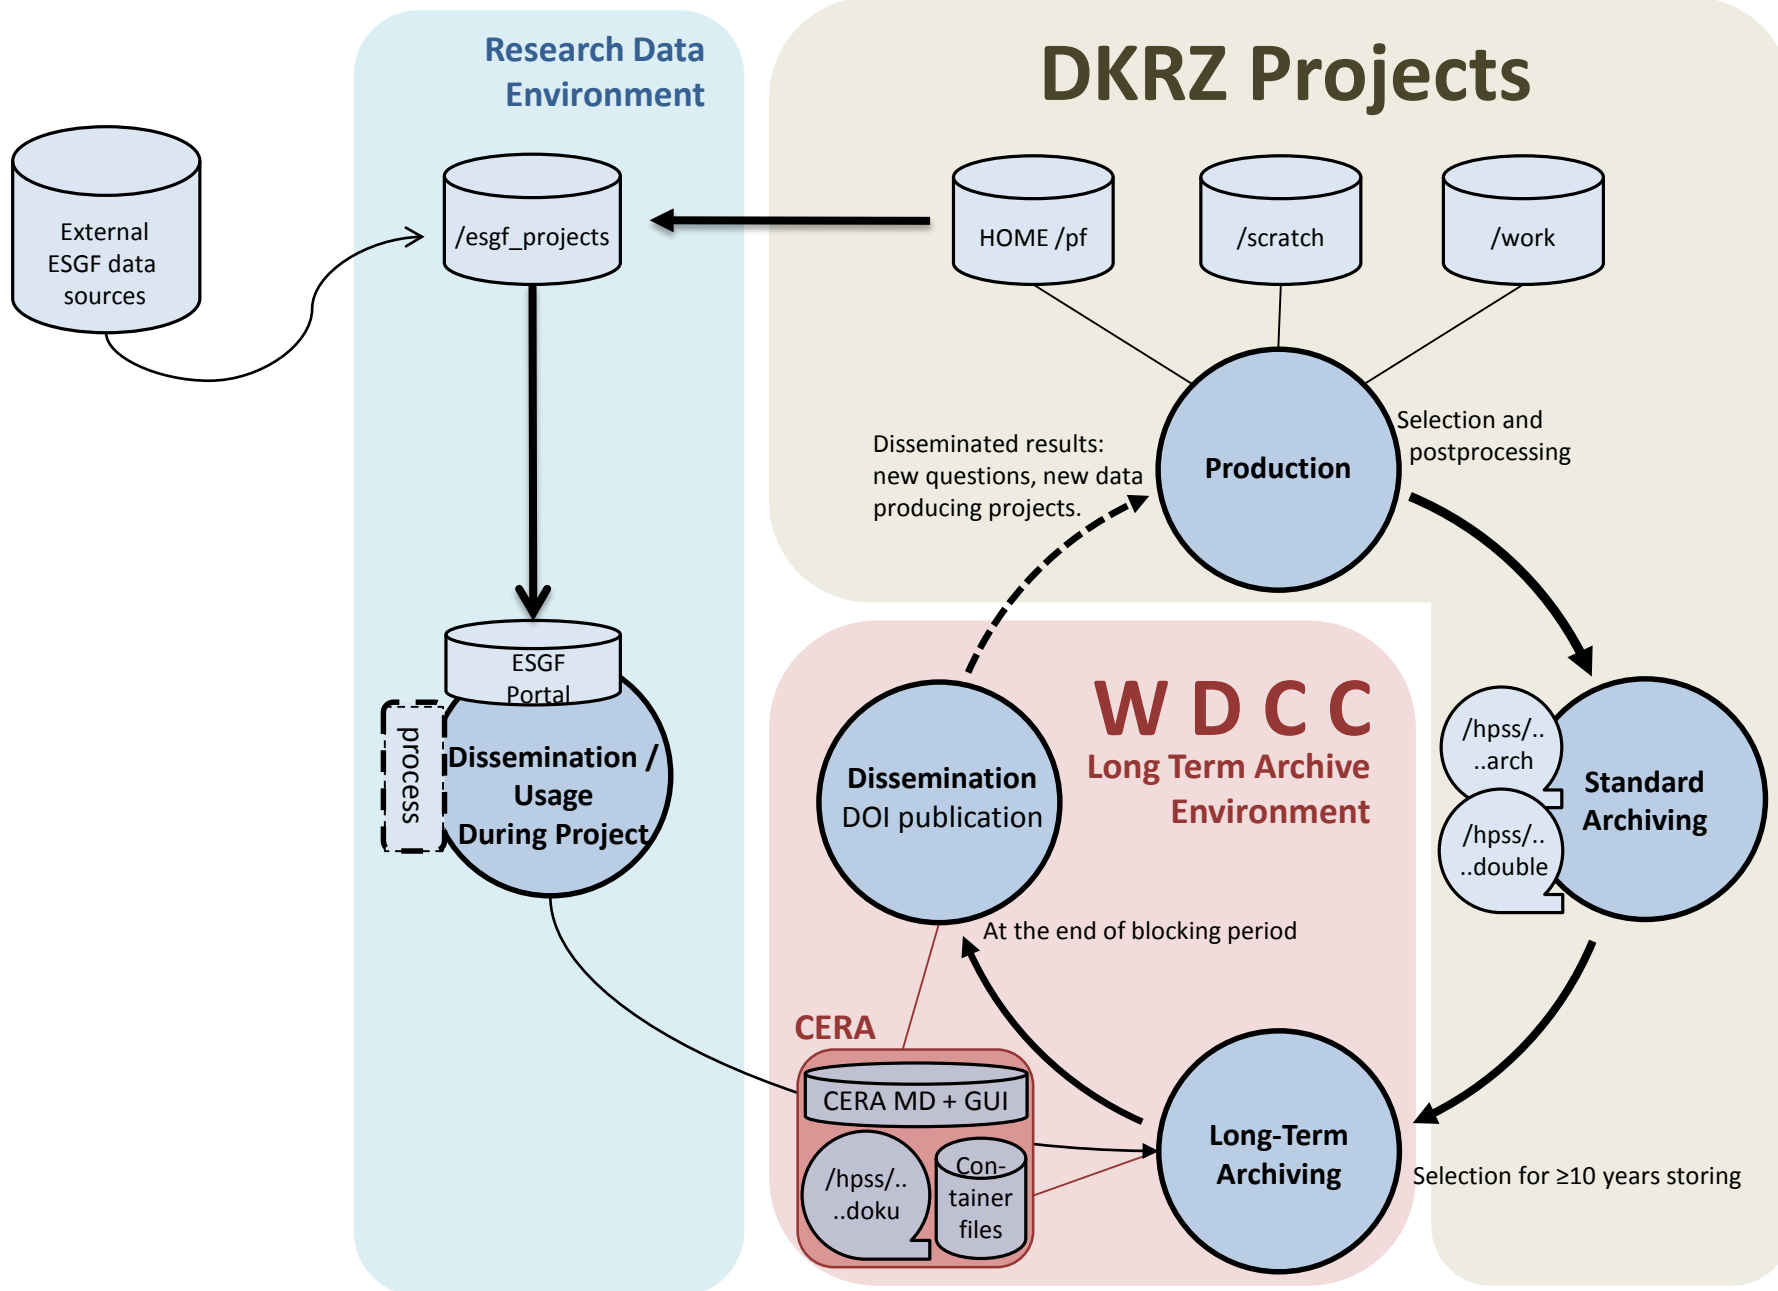 Research Data
Environment
DKRZ Projects
External
ESGF data
sources
/esgf_projects
HOME /pf
/scratch
/work
Disseminated results:
new questions, new data
producing projects.
Production
Selection and
postprocessing
ESGF
Portal
process
Dissemination /
Usage
During Project
W D C C
Long Term Archive
Environment
Dissemination
DOI publication
/hpss/..
..arch
/hpss/..
..double
Standard
Archiving
At the end of blocking period
CERA
CERA MD + GUI
/hpss/..
..doku
Con-
tainer
files
Long-Term
Archiving
Selection for ≥10 years storing